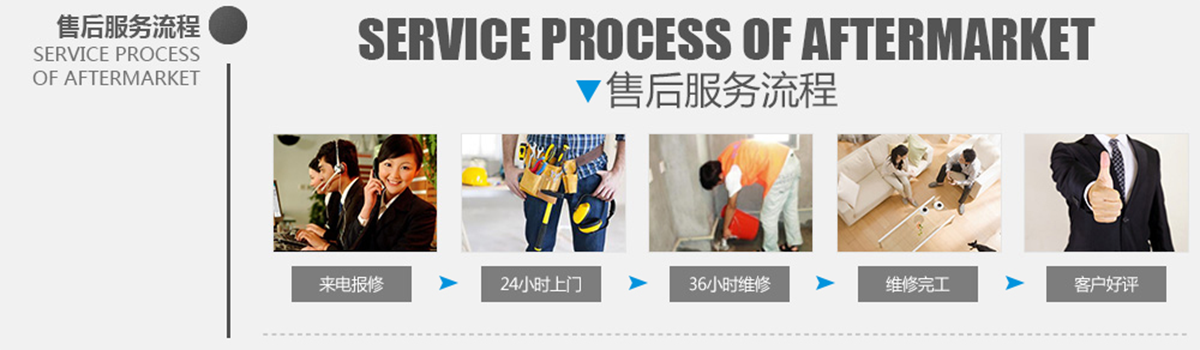 售后服务流程
SERVICE PROCESS
OF AFTERMARKET
SERVICE PROCESS OF AFTERMARKET
售后服务流程
来电报修
24小时上门
36小时维修
维修完工
客户好评